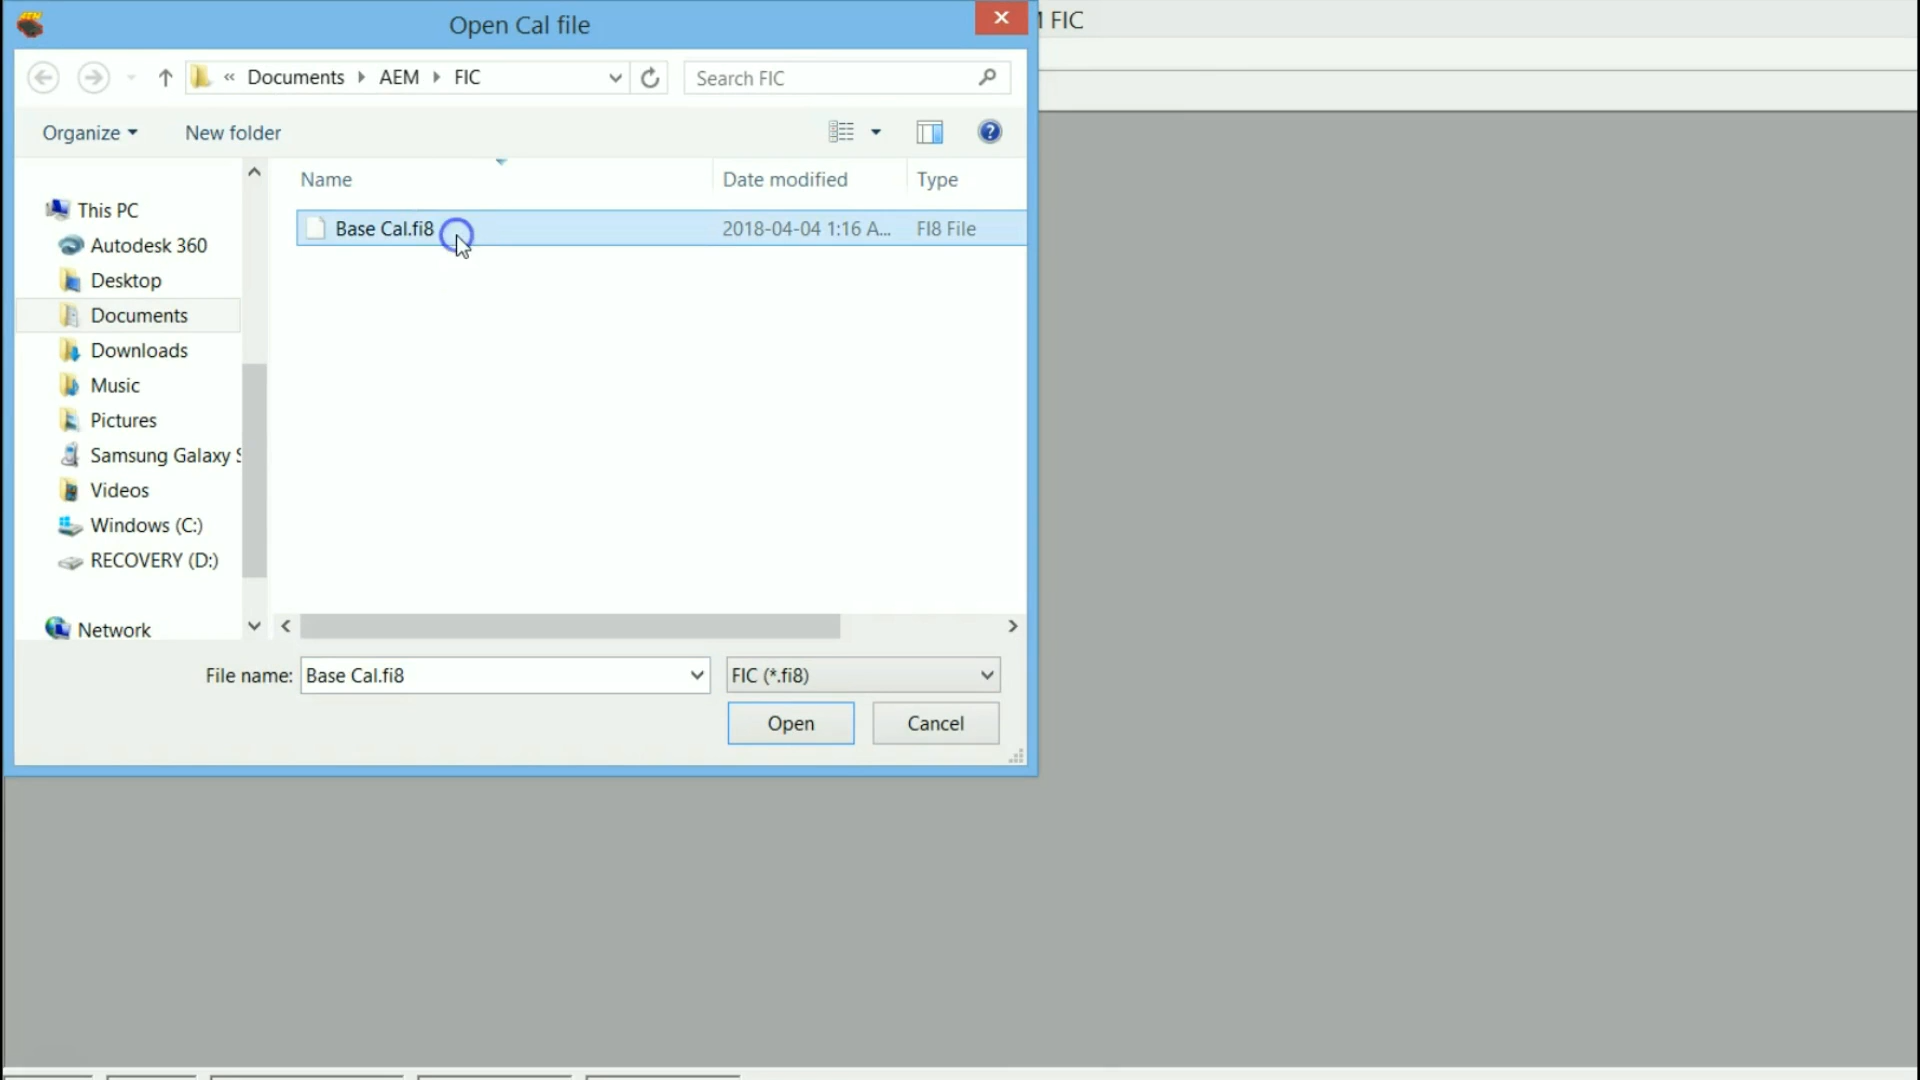 Open Cal file
FIC
« Documents AEM FIC
Search FIC
Organize
New folder
Name
Date modified
Type
Base Cal.fi8
2018-04-04 1:16 A...
FI8 File
This PC
Autodesk 360
Desktop
Documents
Downloads
Music
Pictures
Samsung Galaxy
Videos
Windows (C:)
RECOVERY (D:)
Network
File name:
Base Cal.fi8
FIC (*.fi8)
Open
Cancel